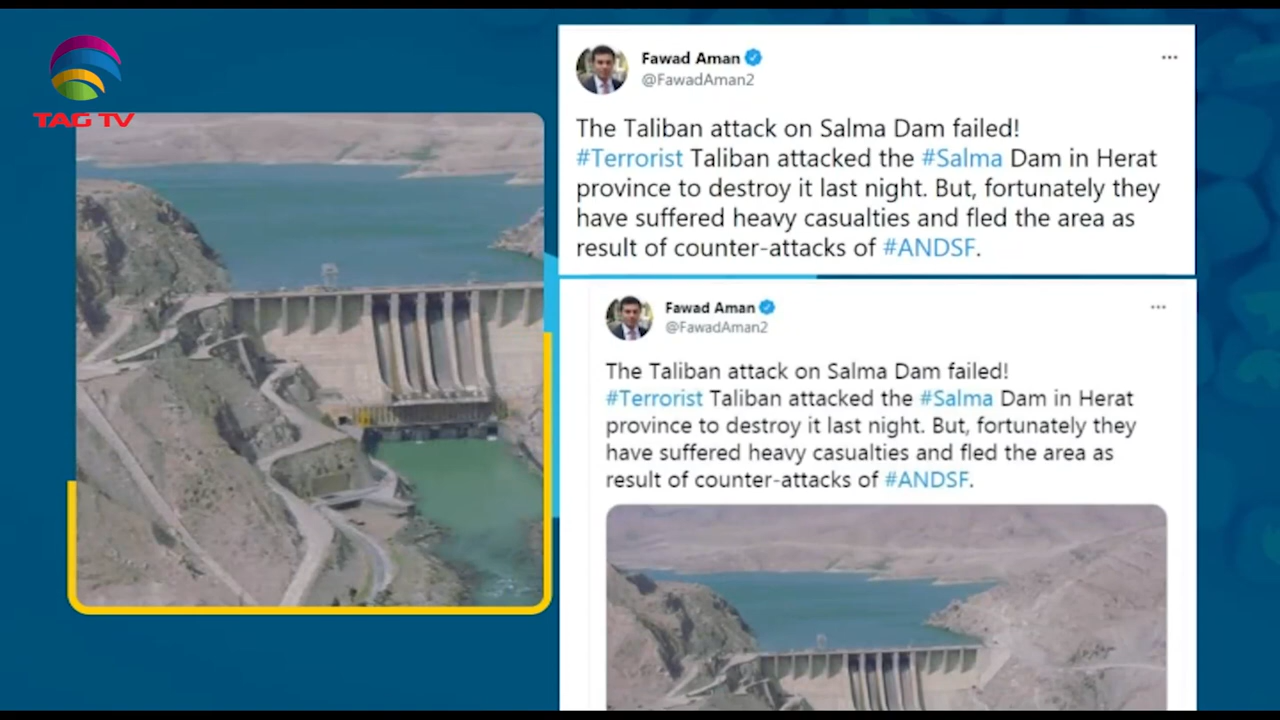 TAG TV
Fawad Aman
@FawadAman2
The Taliban attack on Salma Dam failed!
#Terrorist Taliban attacked the #Salma Dam in Herat
province to destroy it last night. But, fortunately they
have suffered heavy casualties and fled the area as
result of counter-attacks of #ANDSF.
Fawad Aman
@FawadAman2
The Taliban attack on Salma Dam failed!
#Terrorist Taliban attacked the #Salma Dam in Herat
province to destroy it last night. But, fortunately they
have suffered heavy casualties and fled the area as
result of counter-attacks of #ANDSF.